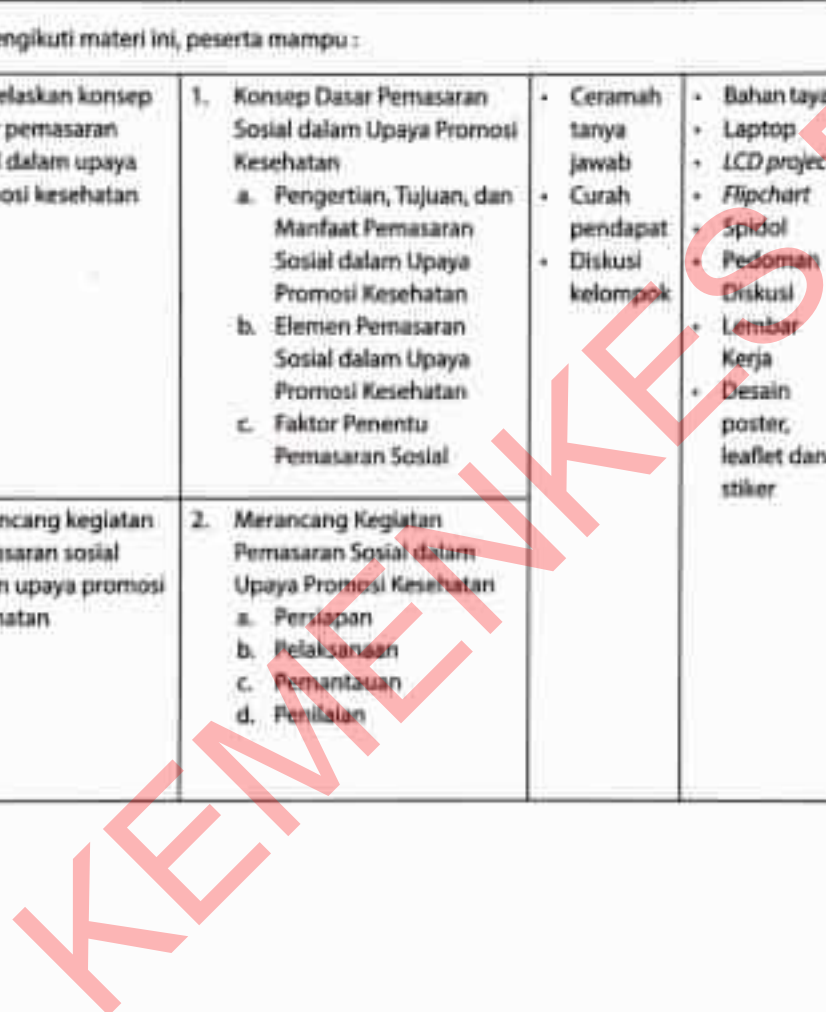 engikuti materi ini, peserta mampu :
elaskan konsep
pemasaran
dalam upaya
osi kesehatan
1. Konsep Dasar Pemasaran
Sosial dalam Upaya Promosi
Kesehatan
a. Pengertian, Tujuan, dan
Manfaat Pemasaran
Sosial dalam Upaya
Promosi Kesehatan
b. Elemen Pemasaran
Sosial dalam Upaya
Promosi Kesehatan
c. Faktor Penentu
Pemasaran Sosial
• Ceramah
tanya
jawab
• Curah
pendapat
• Diskusi
kelompok
• Bahan taya
• Laptop
• LCD projec
• Flipchart
• Spidol
• Pedoman
Diskusi
• Lembar
Kerja
• Desain
poster,
leaflet dan
stiker
ncang kegiatan
asaran sosial
n upaya promosi
hatan
2. Merancang Kegiatan
Pemasaran Sosial dalam
Upaya Promosi Kesehatan
a. Persiapan
b. Pelaksanaan
c. Pemantauan
d. Penilaian
KEMENKES